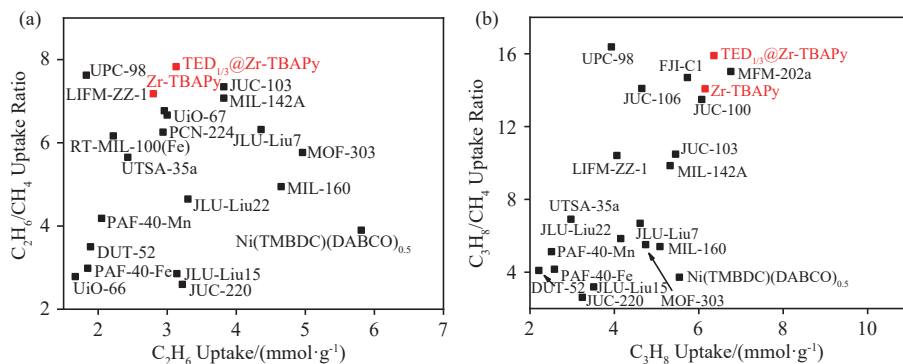 (a)
C₂H₆/CH₄ Uptake Ratio
8
6
4
2
UPC-98
TED₁/₃@Zr-TBAPy
Zr-TBAPy
LIFM-ZZ-1
JUC-103
MIL-142A
UiO-67
PCN-224
RT-MIL-100(Fe)
JLU-Liu7
UTSA-35a
MOF-303
MIL-160
JLU-Liu22
PAF-40-Mn
Ni(TMBDC)(DABCO)₀.₅
DUT-52
PAF-40-Fe
JLU-Liu15
UiO-66
JUC-220
2 3 4 5 6 7
C₂H₆ Uptake/(mmol·g⁻¹)
(b)
C₃H₈/CH₄ Uptake Ratio
16
12
8
4
UPC-98
TED₁/₃@Zr-TBAPy
FJI-C1
MFM-202a
JUC-106
Zr-TBAPy
JUC-100
JUC-103
LIFM-ZZ-1
MIL-142A
UTSA-35a
JLU-Liu22
JLU-Liu7
PAF-40-Mn
MIL-160
PAF-40-Fe
Ni(TMBDC)(DABCO)₀.₅
DUT-52
JLU-Liu15
JUC-220
MOF-303
2 4 6 8 10
C₃H₈ Uptake/(mmol·g⁻¹)